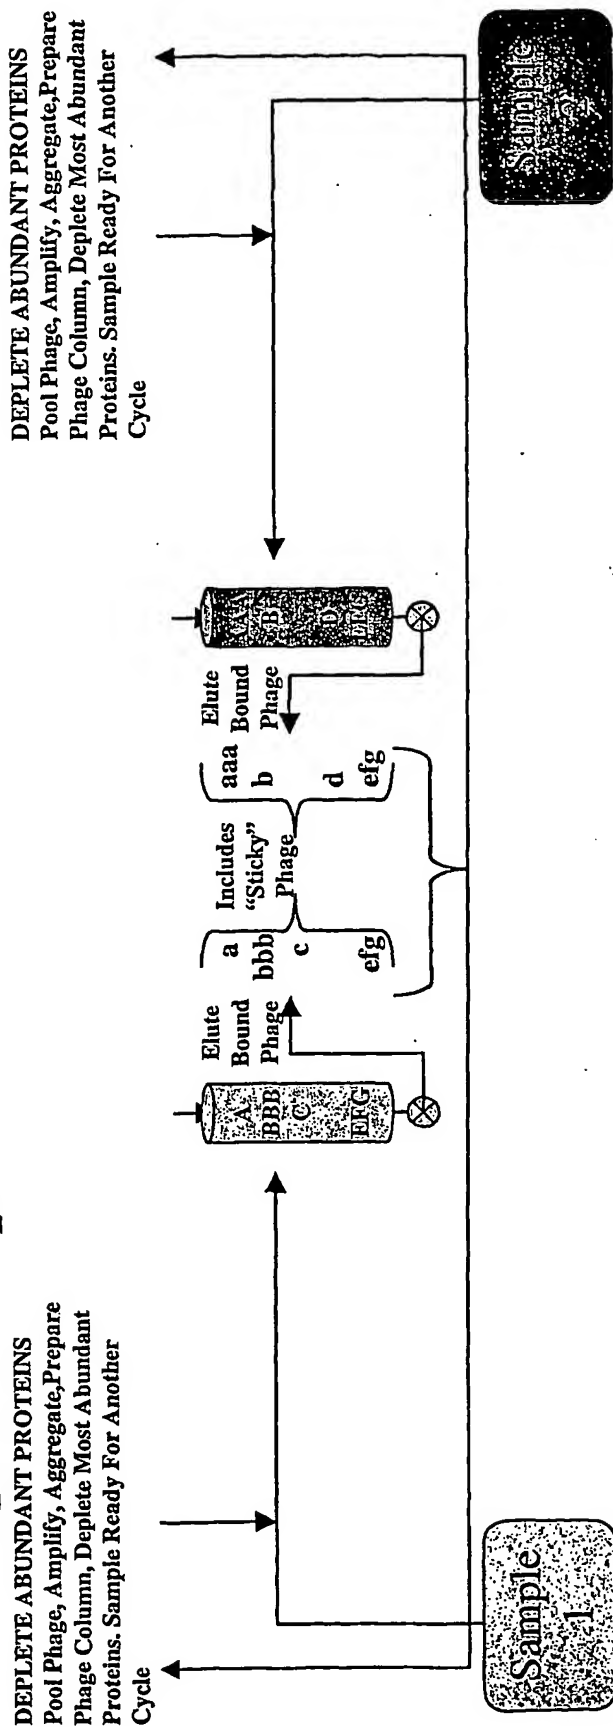 DEPLETE ABUNDANT PROTEINS
Pool Phage, Amplify, Aggregate,Prepare
Phage Column, Deplete Most Abundant
Proteins. Sample Ready For Another
Cycle
DEPLETE ABUNDANT PROTEINS
Pool Phage, Amplify, Aggregate,Prepare
Phage Column, Deplete Most Abundant
Proteins. Sample Ready For Another
Cycle
A
BBB
C
EFG
Elute
Bound
Phage
a
bbb
c
efg
Includes
“Sticky”
Phage
aaa
b
d
efg
Elute
Bound
Phage
AAA
B
D
EFG
Sample
1
Sample
2